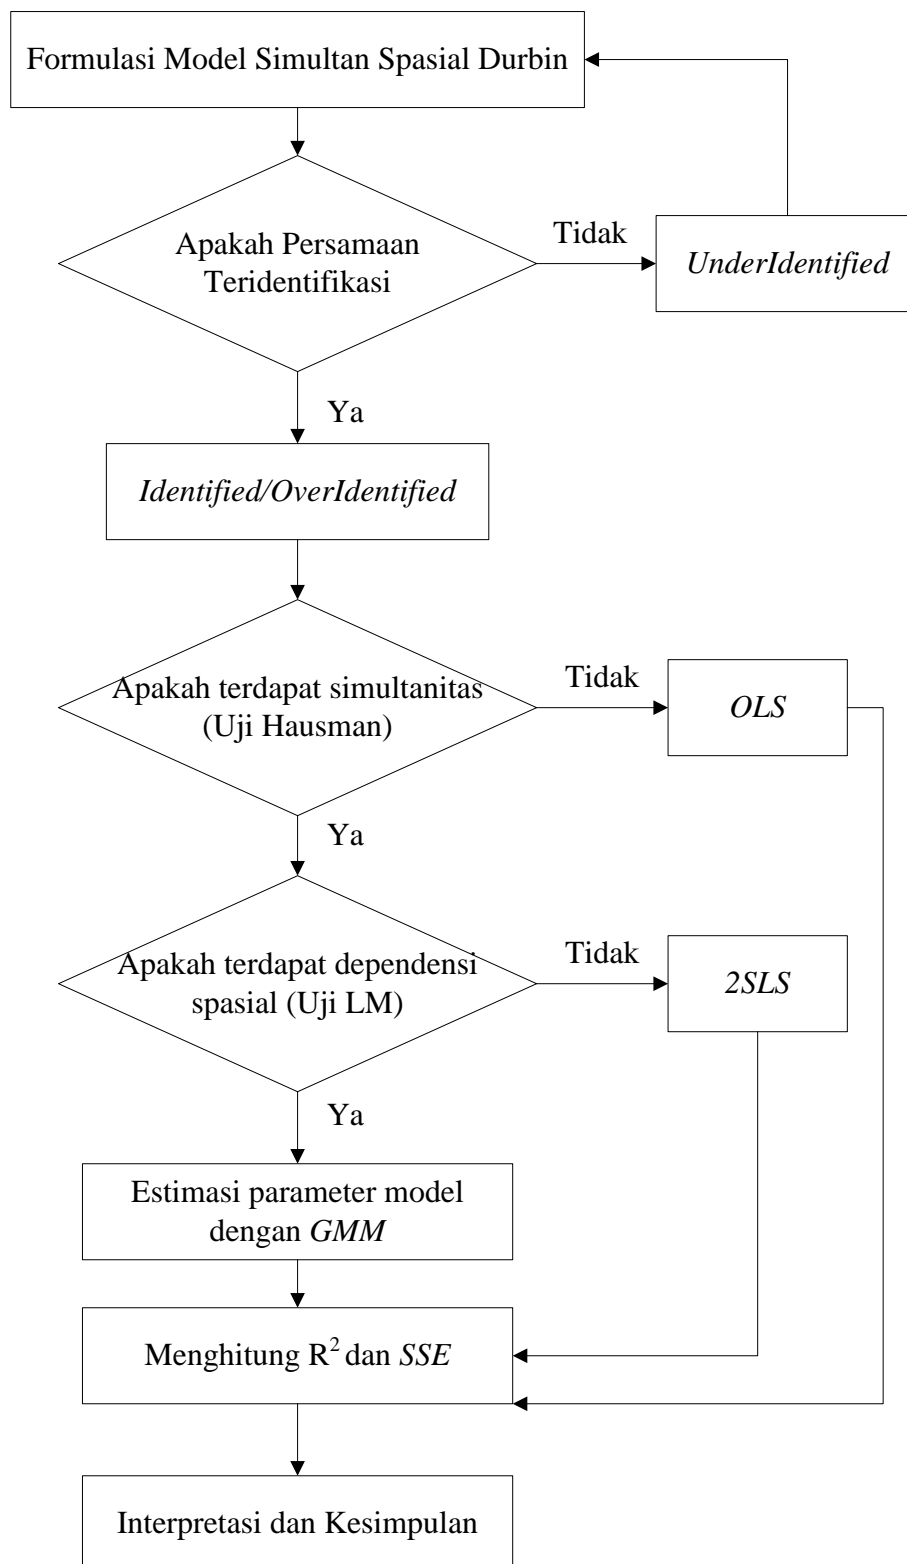 Formulasi Model Simultan Spasial Durbin
Apakah Persamaan
Teridentifikasi
Tidak
UnderIdentified
Ya
Identified/OverIdentified
Apakah terdapat simultanitas
(Uji Hausman)
Tidak
OLS
Ya
Apakah terdapat dependensi
spasial (Uji LM)
Tidak
2SLS
Ya
Estimasi parameter model
dengan GMM
Menghitung R² dan SSE
Interpretasi dan Kesimpulan